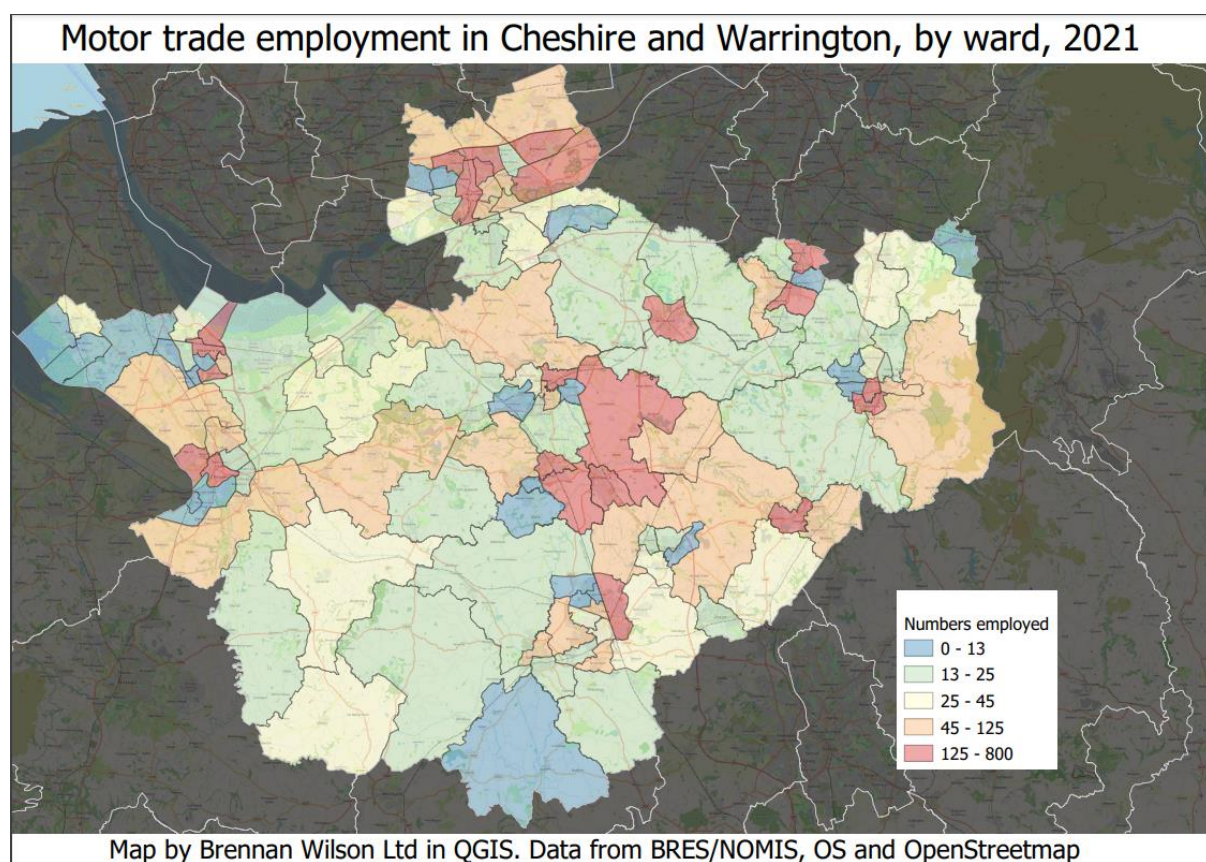 Motor trade employment in Cheshire and Warrington, by ward, 2021
Numbers employed
0 - 13
13 - 25
25 - 45
45 - 125
125 - 800
Map by Brennan Wilson Ltd in QGIS. Data from BRES/NOMIS, OS and OpenStreetmap